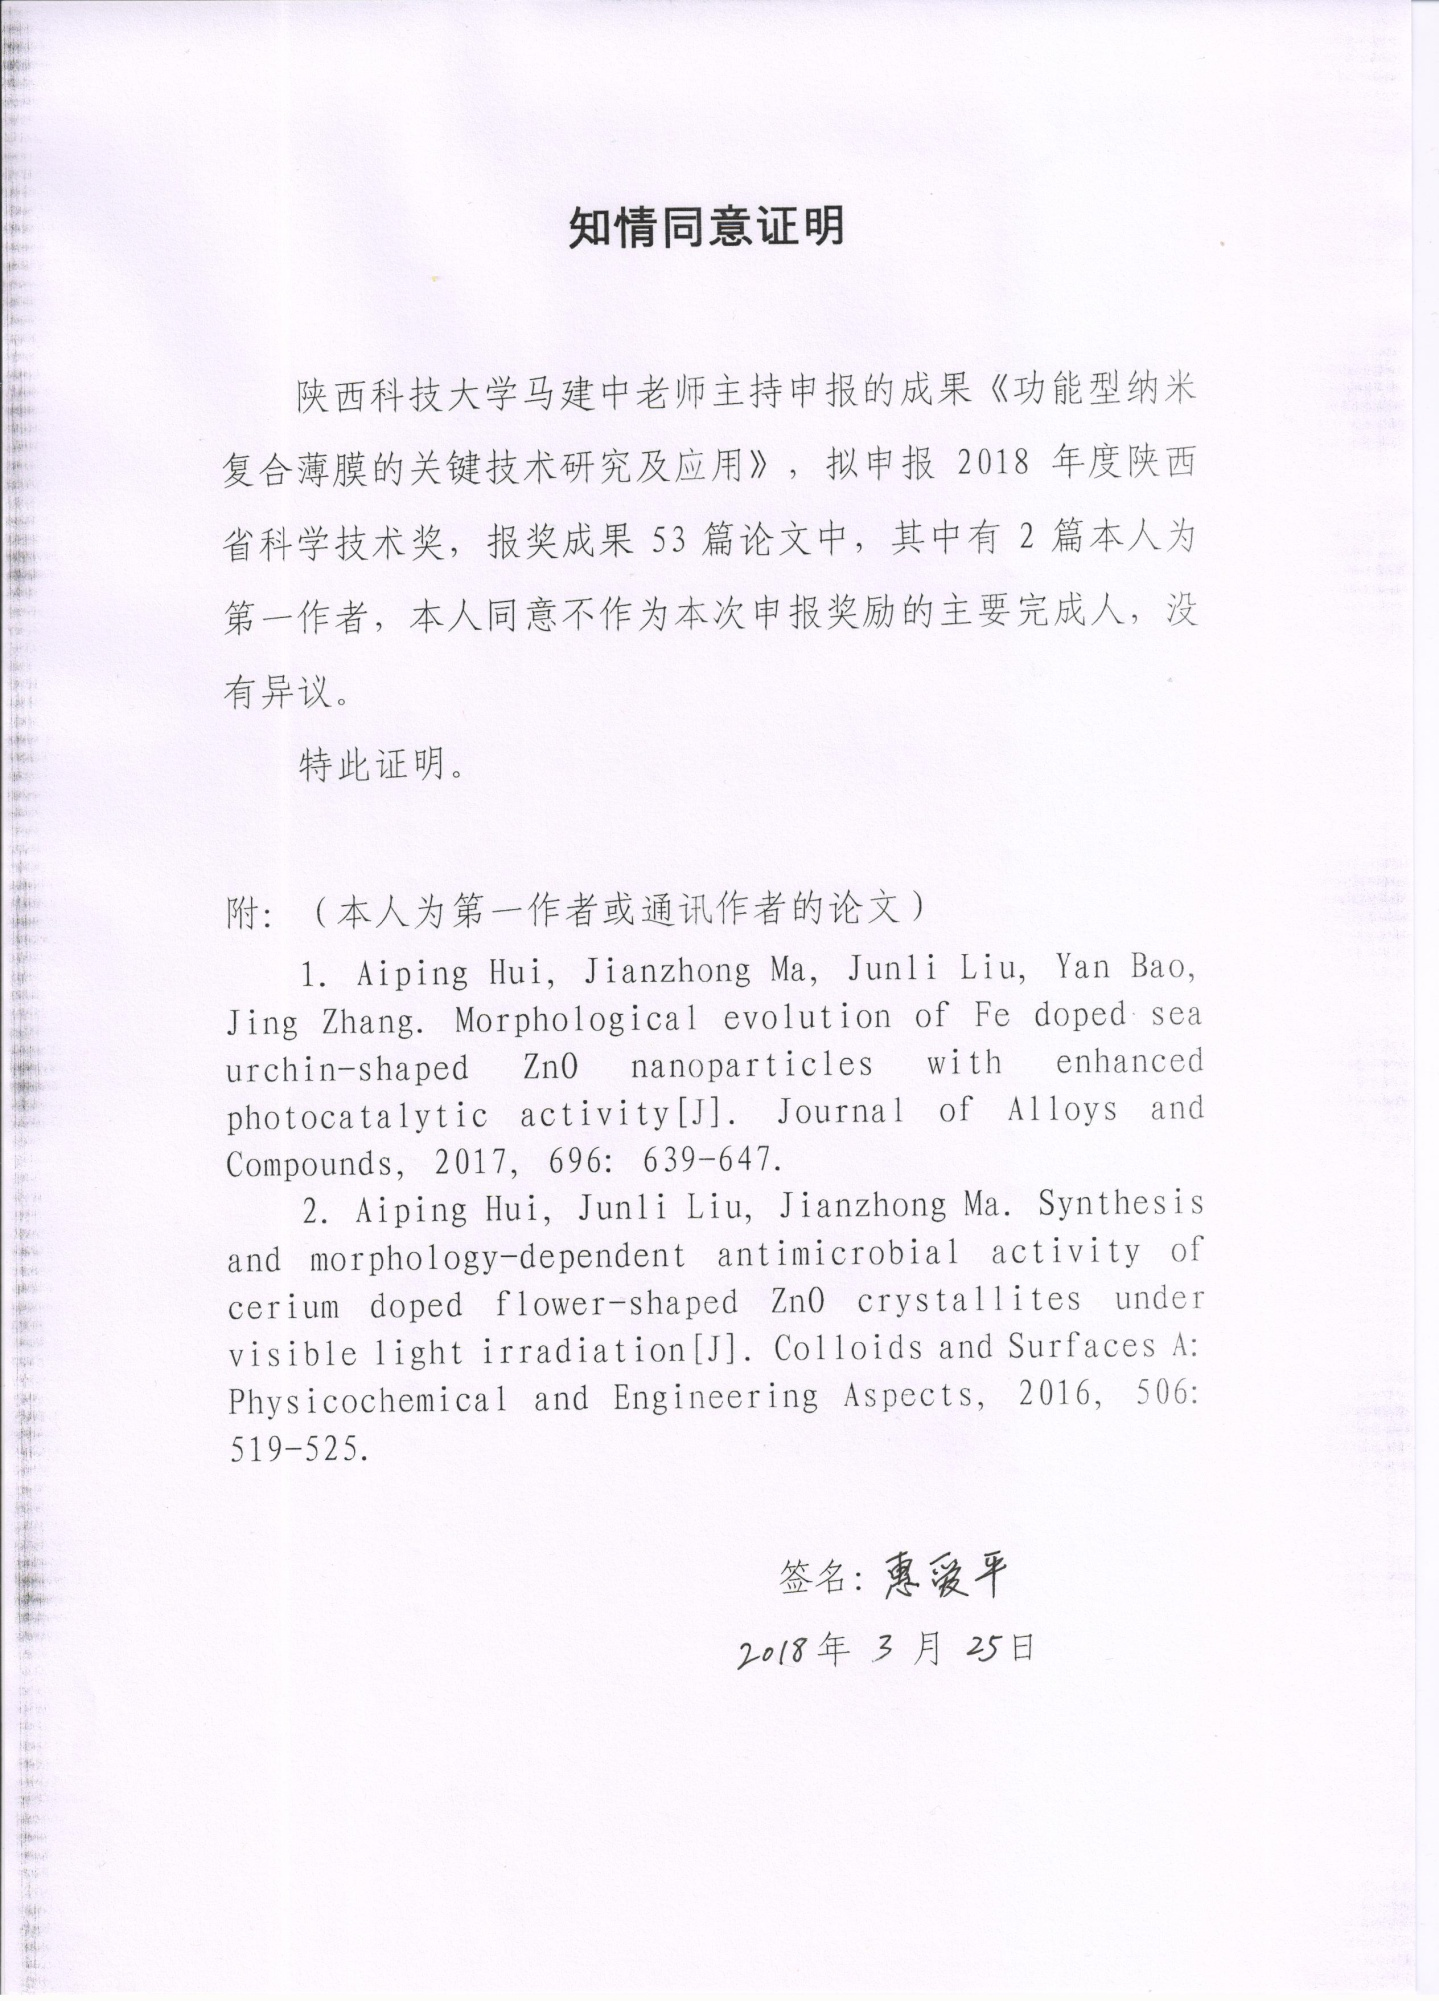 知情同意证明
陕西科技大学马建中老师主持申报的成果《功能型纳米
复合薄膜的关键技术研究及应用》，拟申报 2018 年度陕西
省科学技术奖，报奖成果 53 篇论文中，其中有 2 篇本人为
第一作者，本人同意不作为本次申报奖励的主要完成人，没
有异议。
特此证明。
附：（本人为第一作者或通讯作者的论文）
1. Aiping Hui, Jianzhong Ma, Junli Liu, Yan Bao,
Jing Zhang. Morphological evolution of Fe doped sea
urchin-shaped ZnO nanoparticles with enhanced
photocatalytic activity[J]. Journal of Alloys and
Compounds, 2017, 696: 639-647.
2. Aiping Hui, Junli Liu, Jianzhong Ma. Synthesis
and morphology-dependent antimicrobial activity of
cerium doped flower-shaped ZnO crystallites under
visible light irradiation[J]. Colloids and Surfaces A:
Physicochemical and Engineering Aspects, 2016, 506:
519-525.
签名：惠爱平
2018年 3 月 25日